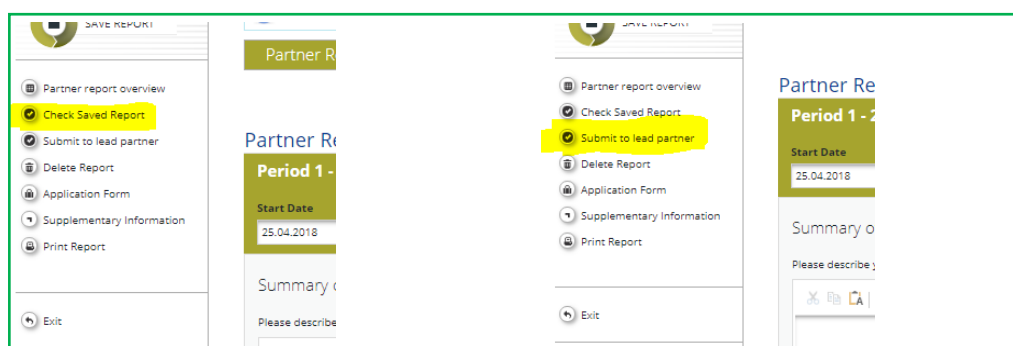 SAVE REPORT
Partner report overview
Check Saved Report
Submit to lead partner
Delete Report
Application Form
Supplementary Information
Print Report
Exit
Partner R
Partner Re
Period 1 -
Start Date
25.04.2018
Summary
Please describe
SAVE REPORT
Partner report overview
Check Saved Report
Submit to lead partner
Delete Report
Application Form
Supplementary Information
Print Report
Exit
Partner Re
Period 1 - 2
Start Date
25.04.2018
Summary o
Please describe y